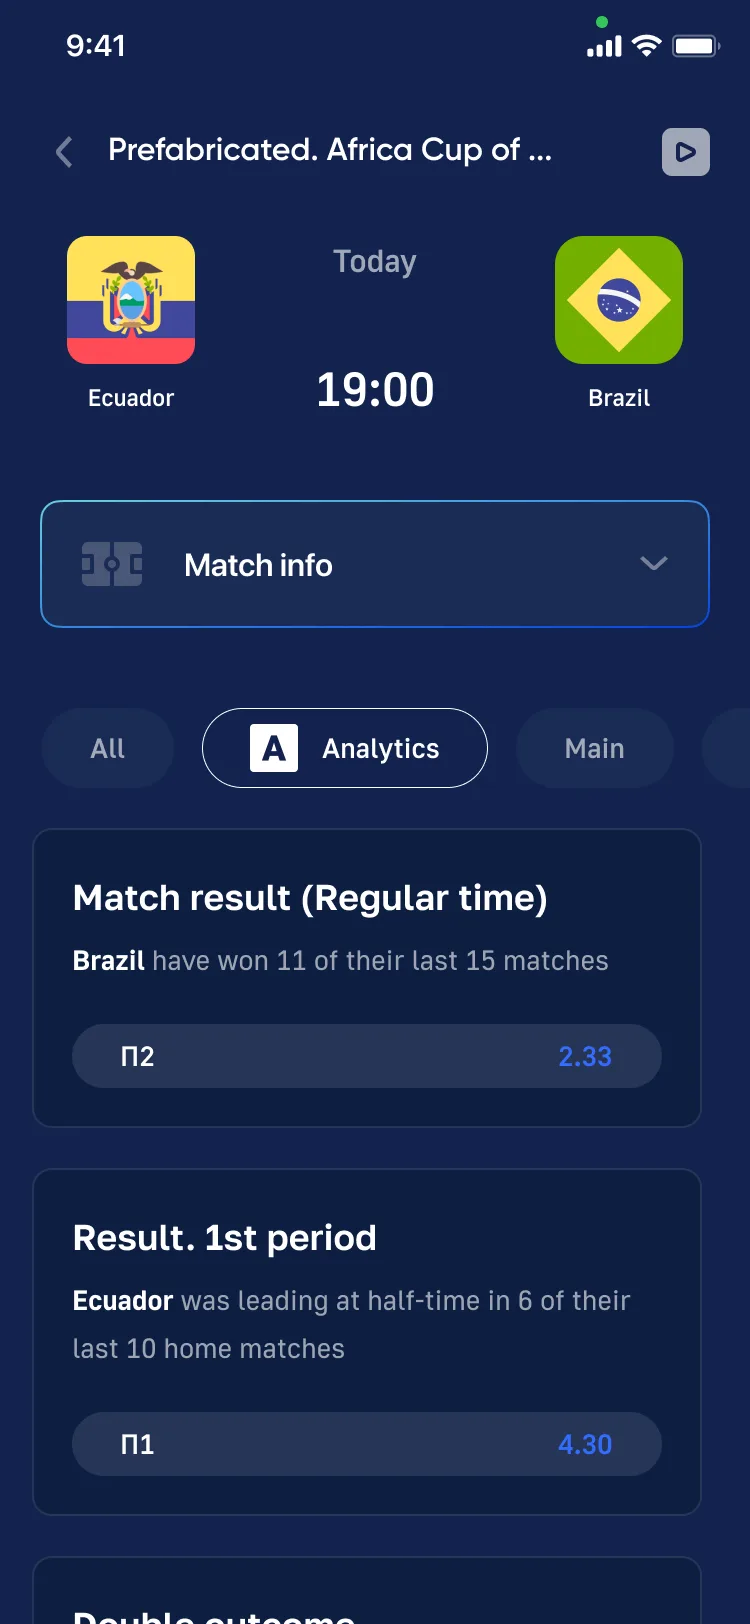 9:41
Prefabricated. Africa Cup of ...
Today
19:00
Ecuador
Brazil
Match info
All
A Analytics
Main
Match result (Regular time)
Brazil have won 11 of their last 15 matches
П2 2.33
Result. 1st period
Ecuador was leading at half-time in 6 of their
last 10 home matches
П1 4.30
Double outcome